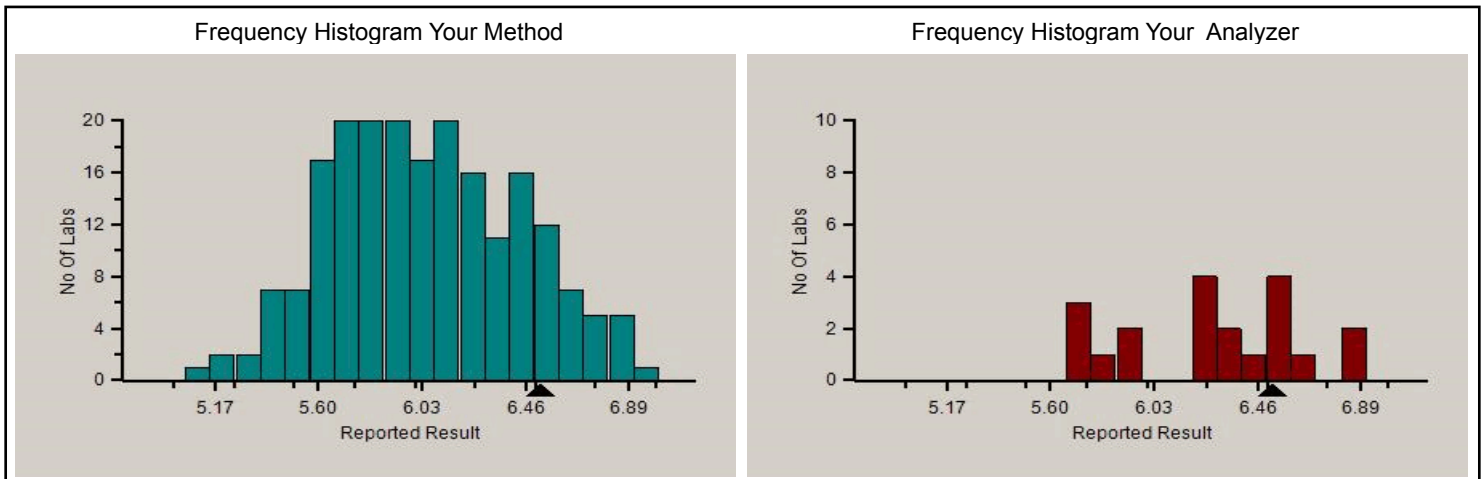 Frequency Histogram Your Method
20
16
12
8
4
0
No Of Labs
5.17 5.60 6.03 6.46 6.89
Reported Result
Frequency Histogram Your Analyzer
10
8
6
4
2
0
No Of Labs
5.17 5.60 6.03 6.46 6.89
Reported Result